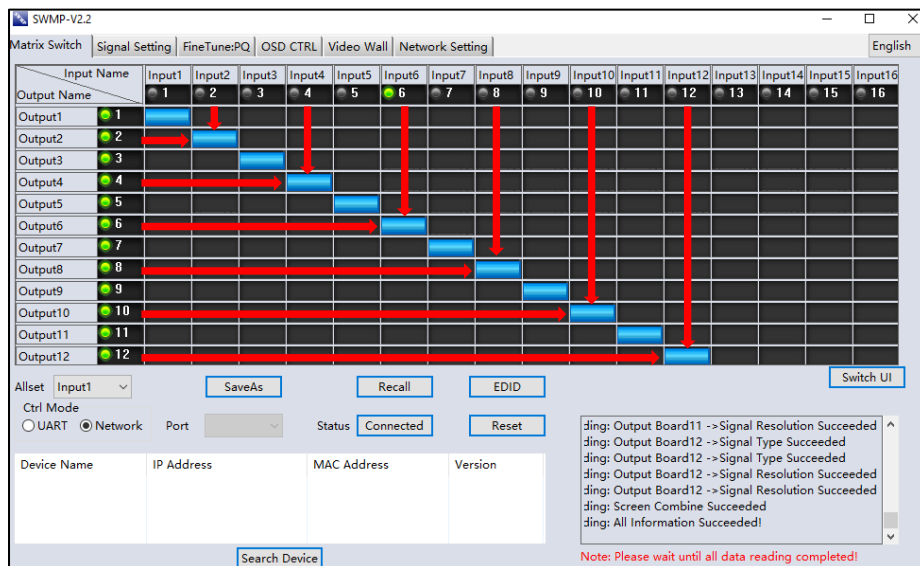 SWMP-V2.2
Matrix Switch Signal Setting FineTune:PQ OSD CTRL Video Wall Network Setting English
Input Name Input1 Input2 Input3 Input4 Input5 Input6 Input7 Input8 Input9 Input10 Input11 Input12 Input13 Input14 Input15 Input16
Output Name 1 2 3 4 5 6 7 8 9 10 11 12 13 14 15 16
Output1 1
Output2 2
Output3 3
Output4 4
Output5 5
Output6 6
Output7 7
Output8 8
Output9 9
Output10 10
Output11 11
Output12 12
Switch UI
Allset Input1 SaveAs Recall EDID
Ctrl Mode
UART Network Port Status Connected Reset
ding: Output Board11 ->Signal Resolution Succeeded
ding: Output Board12 ->Signal Type Succeeded
ding: Output Board12 ->Signal Type Succeeded
ding: Output Board12 ->Signal Resolution Succeeded
ding: Output Board12 ->Signal Resolution Succeeded
ding: Screen Combine Succeeded
ding: All Information Succeeded!
Device Name IP Address MAC Address Version
Search Device
Note: Please wait until all data reading completed!